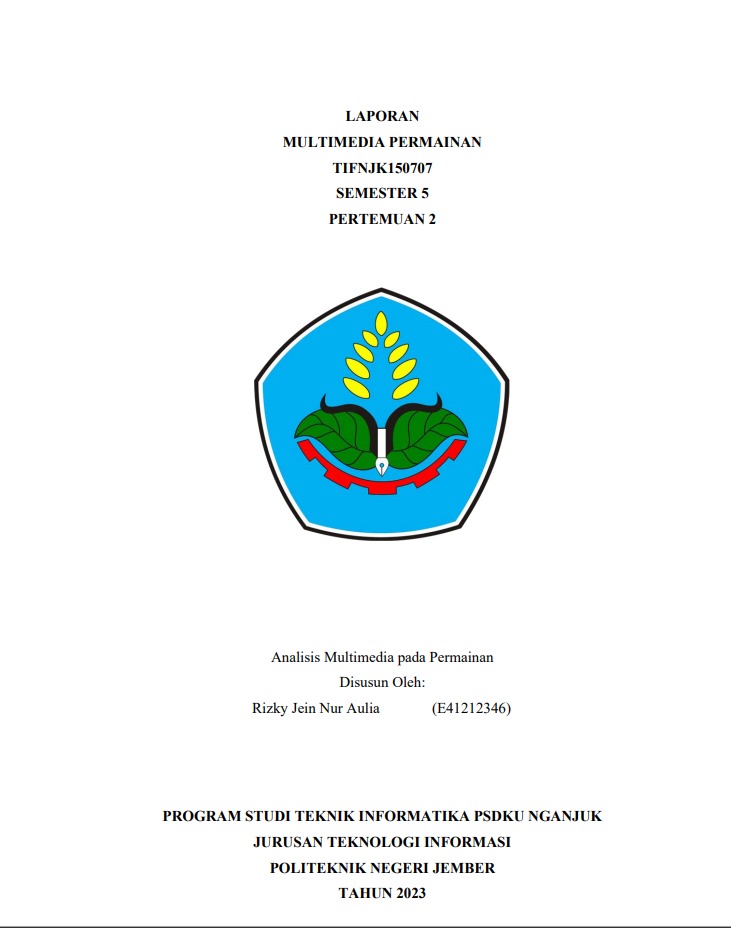 LAPORAN
MULTIMEDIA PERMAINAN
TIFNJK150707
SEMESTER 5
PERTEMUAN 2
Analisis Multimedia pada Permainan
Disusun Oleh:
Rizky Jein Nur Aulia (E41212346)
PROGRAM STUDI TEKNIK INFORMATIKA PSDKU NGANJUK
JURUSAN TEKNOLOGI INFORMASI
POLITEKNIK NEGERI JEMBER
TAHUN 2023